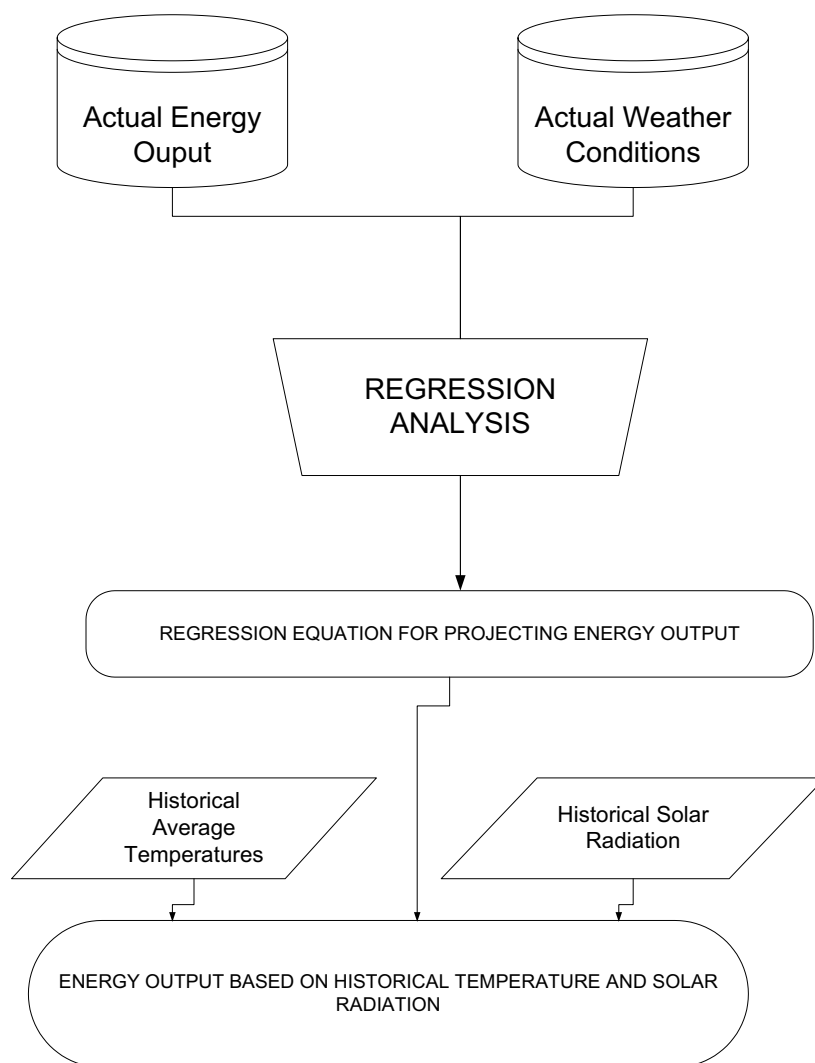 Actual Energy
Ouput
Actual Weather
Conditions
REGRESSION
ANALYSIS
REGRESSION EQUATION FOR PROJECTING ENERGY OUTPUT
Historical
Average
Temperatures
Historical Solar
Radiation
ENERGY OUTPUT BASED ON HISTORICAL TEMPERATURE AND SOLAR
RADIATION